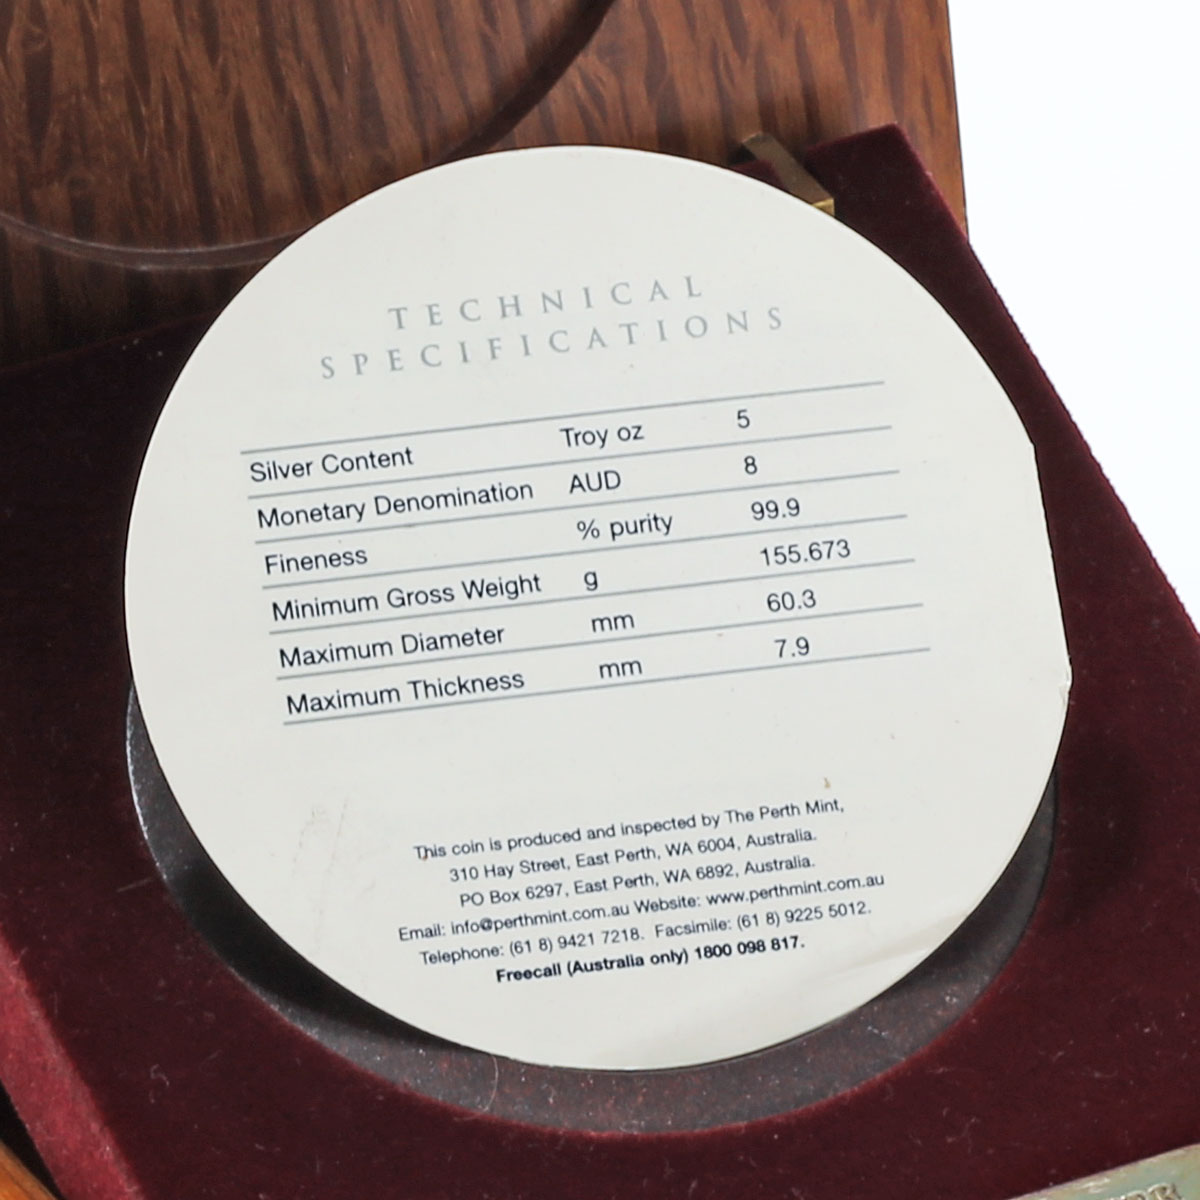 TECHNICAL
SPECIFICATIONS
Silver Content Troy oz 5
Monetary Denomination AUD 8
Fineness % purity 99.9
Minimum Gross Weight g 155.673
Maximum Diameter mm 60.3
Maximum Thickness mm 7.9
This coin is produced and inspected by The Perth Mint,
310 Hay Street, East Perth, WA 6004, Australia.
PO Box 6297, East Perth, WA 6892, Australia.
Email: info@perthmint.com.au Website: www.perthmint.com.au
Telephone: (61 8) 9421 7218. Facsimile: (61 8) 9225 5012.
Freecall (Australia only) 1800 098 817.